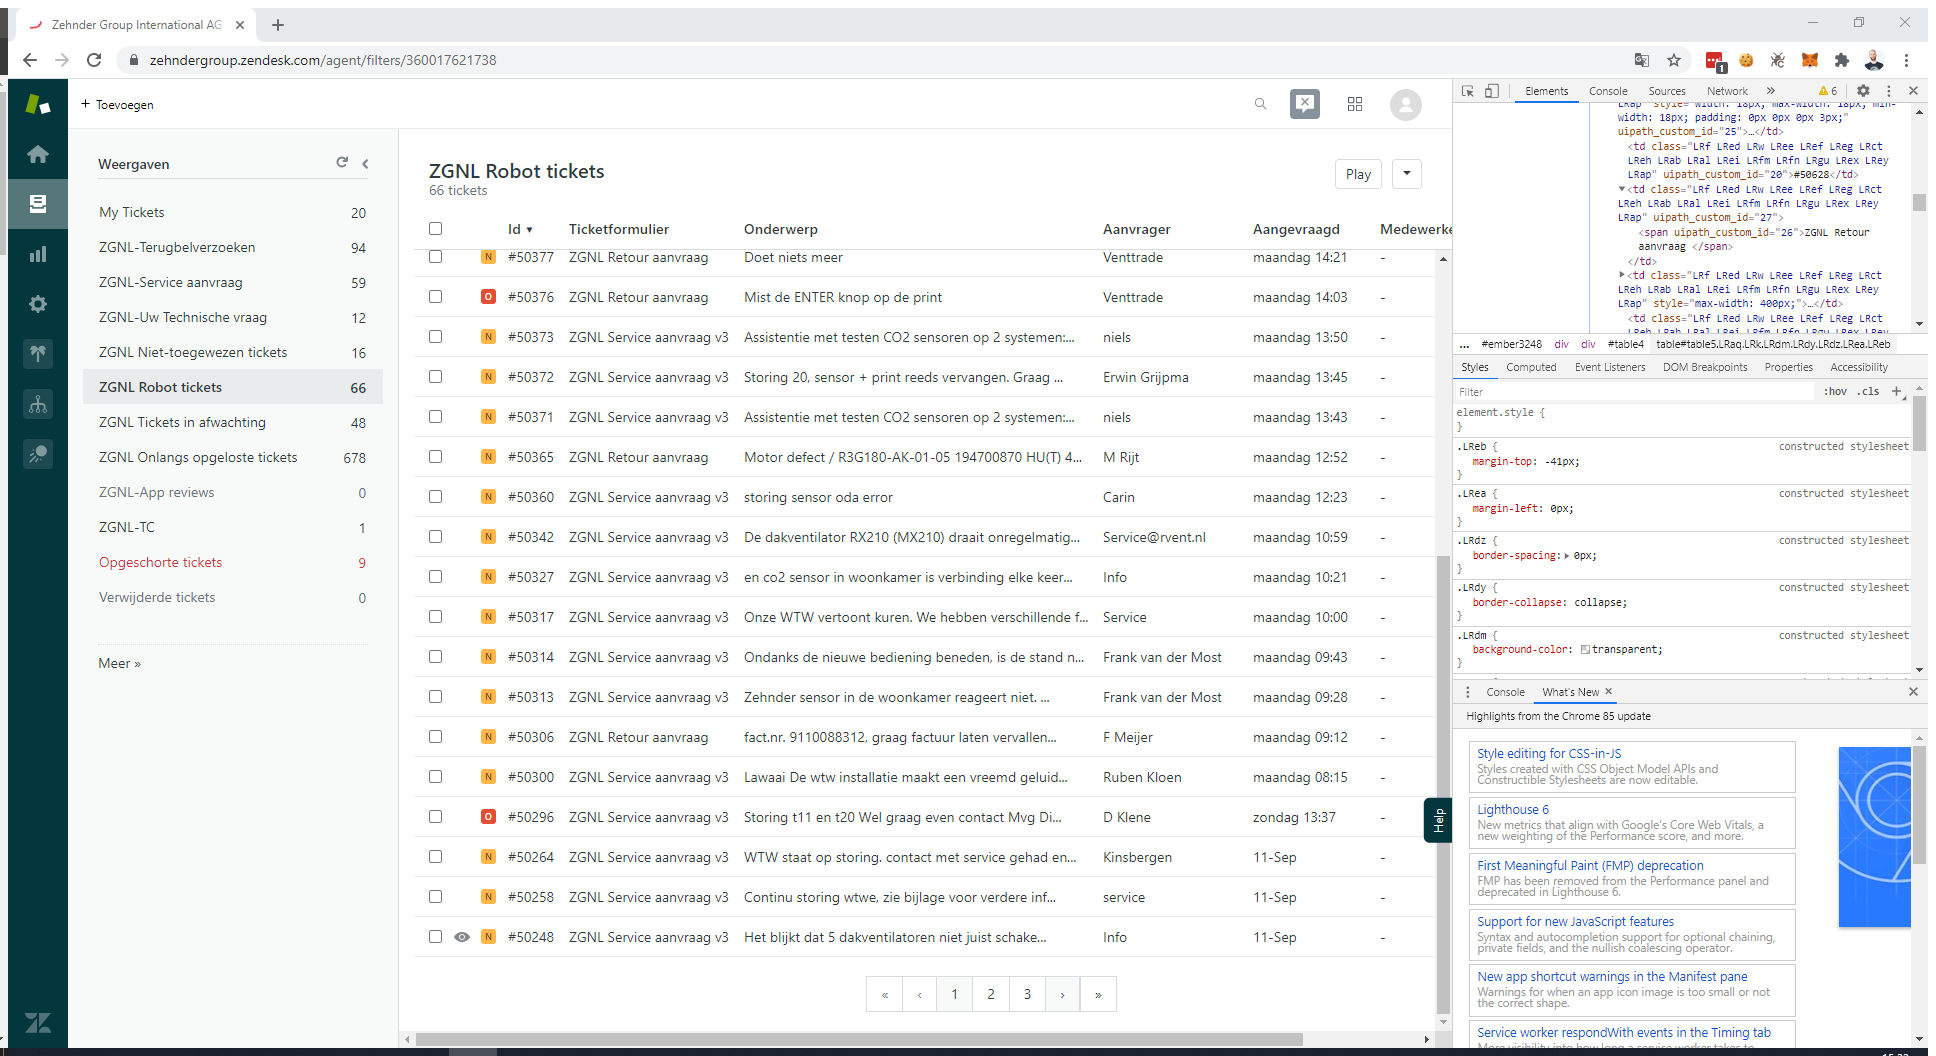 Zehnder Group International AG
zehndergroup.zendesk.com/agent/filters/360017621738
1
+ Toevoegen
Weergaven
My Tickets 20
ZGNL-Terugbelverzoeken 94
ZGNL-Service aanvraag 59
ZGNL-Uw Technische vraag 12
ZGNL Niet-toegewezen tickets 16
ZGNL Robot tickets 66
ZGNL Tickets in afwachting 48
ZGNL Onlangs opgeloste tickets 678
ZGNL-App reviews 0
ZGNL-TC 1
Opgeschorte tickets 9
Verwijderde tickets 0
Meer »
ZGNL Robot tickets
66 tickets
Play
Id Ticketformulier Onderwerp Aanvrager Aangevraagd Medewerke
N #50377 ZGNL Retour aanvraag Doet niets meer Venttrade maandag 14:21 -
O #50376 ZGNL Retour aanvraag Mist de ENTER knop op de print Venttrade maandag 14:03 -
N #50373 ZGNL Service aanvraag v3 Assistentie met testen CO2 sensoren op 2 systemen:... niels maandag 13:50 -
N #50372 ZGNL Service aanvraag v3 Storing 20, sensor + print reeds vervangen. Graag ... Erwin Grijpma maandag 13:45 -
N #50371 ZGNL Service aanvraag v3 Assistentie met testen CO2 sensoren op 2 systemen:... niels maandag 13:43 -
N #50365 ZGNL Retour aanvraag Motor defect / R3G180-AK-01-05 194700870 HU(T) 4... M Rijt maandag 12:52 -
N #50360 ZGNL Service aanvraag v3 storing sensor oda error Carin maandag 12:23 -
N #50342 ZGNL Service aanvraag v3 De dakventilator RX210 (MX210) draait onregelmatig... Service@rvent.nl maandag 10:59 -
N #50327 ZGNL Service aanvraag v3 en co2 sensor in woonkamer is verbinding elke keer... Info maandag 10:21 -
N #50317 ZGNL Service aanvraag v3 Onze WTW vertoont kuren. We hebben verschillende f... Service maandag 10:00 -
N #50314 ZGNL Service aanvraag v3 Ondanks de nieuwe bediening beneden, is de stand n... Frank van der Most maandag 09:43 -
N #50313 ZGNL Service aanvraag v3 Zehnder sensor in de woonkamer reageert niet. ... Frank van der Most maandag 09:28 -
N #50306 ZGNL Retour aanvraag fact.nr. 9110088312, graag factuur laten vervallen... F Meijer maandag 09:12 -
N #50300 ZGNL Service aanvraag v3 Lawaai De wtw installatie maakt een vreemd geluid... Ruben Kloen maandag 08:15 -
O #50296 ZGNL Service aanvraag v3 Storing t11 en t20 Wel graag even contact Mvg Di... D Klene zondag 13:37 -
N #50264 ZGNL Service aanvraag v3 WTW staat op storing. contact met service gehad en... Kinsbergen 11-Sep -
N #50258 ZGNL Service aanvraag v3 Continu storing wtwe, zie bijlage voor verdere inf... service 11-Sep -
N #50248 ZGNL Service aanvraag v3 Het blijkt dat 5 dakventilatoren niet juist schake... Info 11-Sep -
« ‹ 1 2 3 › »
Help
Elements Console Sources Network » 6
LRap" style="width: 18px; max-width: 18px; min-
width: 18px; padding: 0px 0px 0px 3px;"
uipath_custom_id="25">…</td>
<td class="LRf LRed LRw LRee LRef LReg LRct
LReh LRab LRal LRei LRfm LRfn LRgu LRex LRey
LRap" uipath_custom_id="20">#50628</td>
<td class="LRf LRed LRw LRee LRef LReg LRct
LReh LRab LRal LRei LRfm LRfn LRgu LRex LRey
LRap" uipath_custom_id="27">
<span uipath_custom_id="26">ZGNL Retour
aanvraag </span>
</td>
<td class="LRf LRed LRw LRee LRef LReg LRct
LReh LRab LRal LRei LRfm LRfn LRgu LRex LRey
LRap" style="max-width: 400px;">…</td>
<td class="LRf LRed LRw LRee LRef LReg LRct
LReh LRab LRal LRei LRfm LRfn LRgu LRex LRey
... #ember3248 div div #table4 table#table5.LRaq.LRk.LRdm.LRdy.LRdz.LRea.LReb
Styles Computed Event Listeners DOM Breakpoints Properties Accessibility
Filter :hov .cls +
element.style {
}
.LReb { constructed stylesheet
margin-top: -41px;
}
.LRea { constructed stylesheet
margin-left: 0px;
}
.LRdz { constructed stylesheet
border-spacing: 0px;
}
.LRdy { constructed stylesheet
border-collapse: collapse;
}
.LRdm { constructed stylesheet
background-color: transparent;
}
Console What's New
Highlights from the Chrome 85 update
Style editing for CSS-in-JS
Styles created with CSS Object Model APIs and
Constructible Stylesheets are now editable.
Lighthouse 6
New metrics that align with Google's Core Web Vitals, a
new weighting of the Performance score, and more.
First Meaningful Paint (FMP) deprecation
FMP has been removed from the Performance panel and
deprecated in Lighthouse 6.
Support for new JavaScript features
Syntax and autocompletion support for optional chaining,
private fields, and the nullish coalescing operator.
New app shortcut warnings in the Manifest pane
Warnings for when an app icon image is too small or not
the correct shape.
Service worker respondWith events in the Timing tab